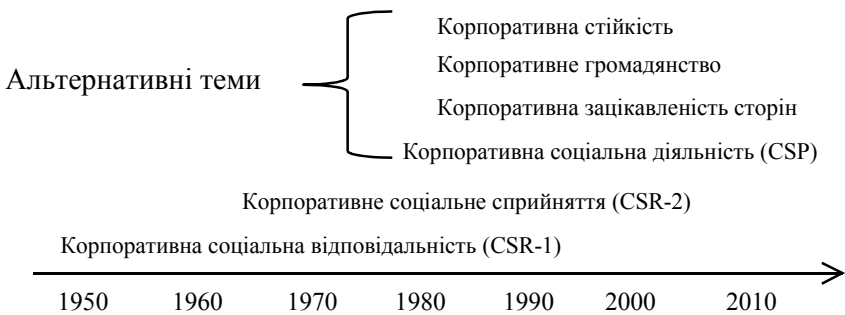 Корпоративна стійкість
Корпоративне громадянство
Альтернативні теми
Корпоративна зацікавленість сторін
Корпоративна соціальна діяльність (CSP)
Корпоративне соціальне сприйняття (CSR-2)
Корпоративна соціальна відповідальність (CSR-1)
1950 1960 1970 1980 1990 2000 2010